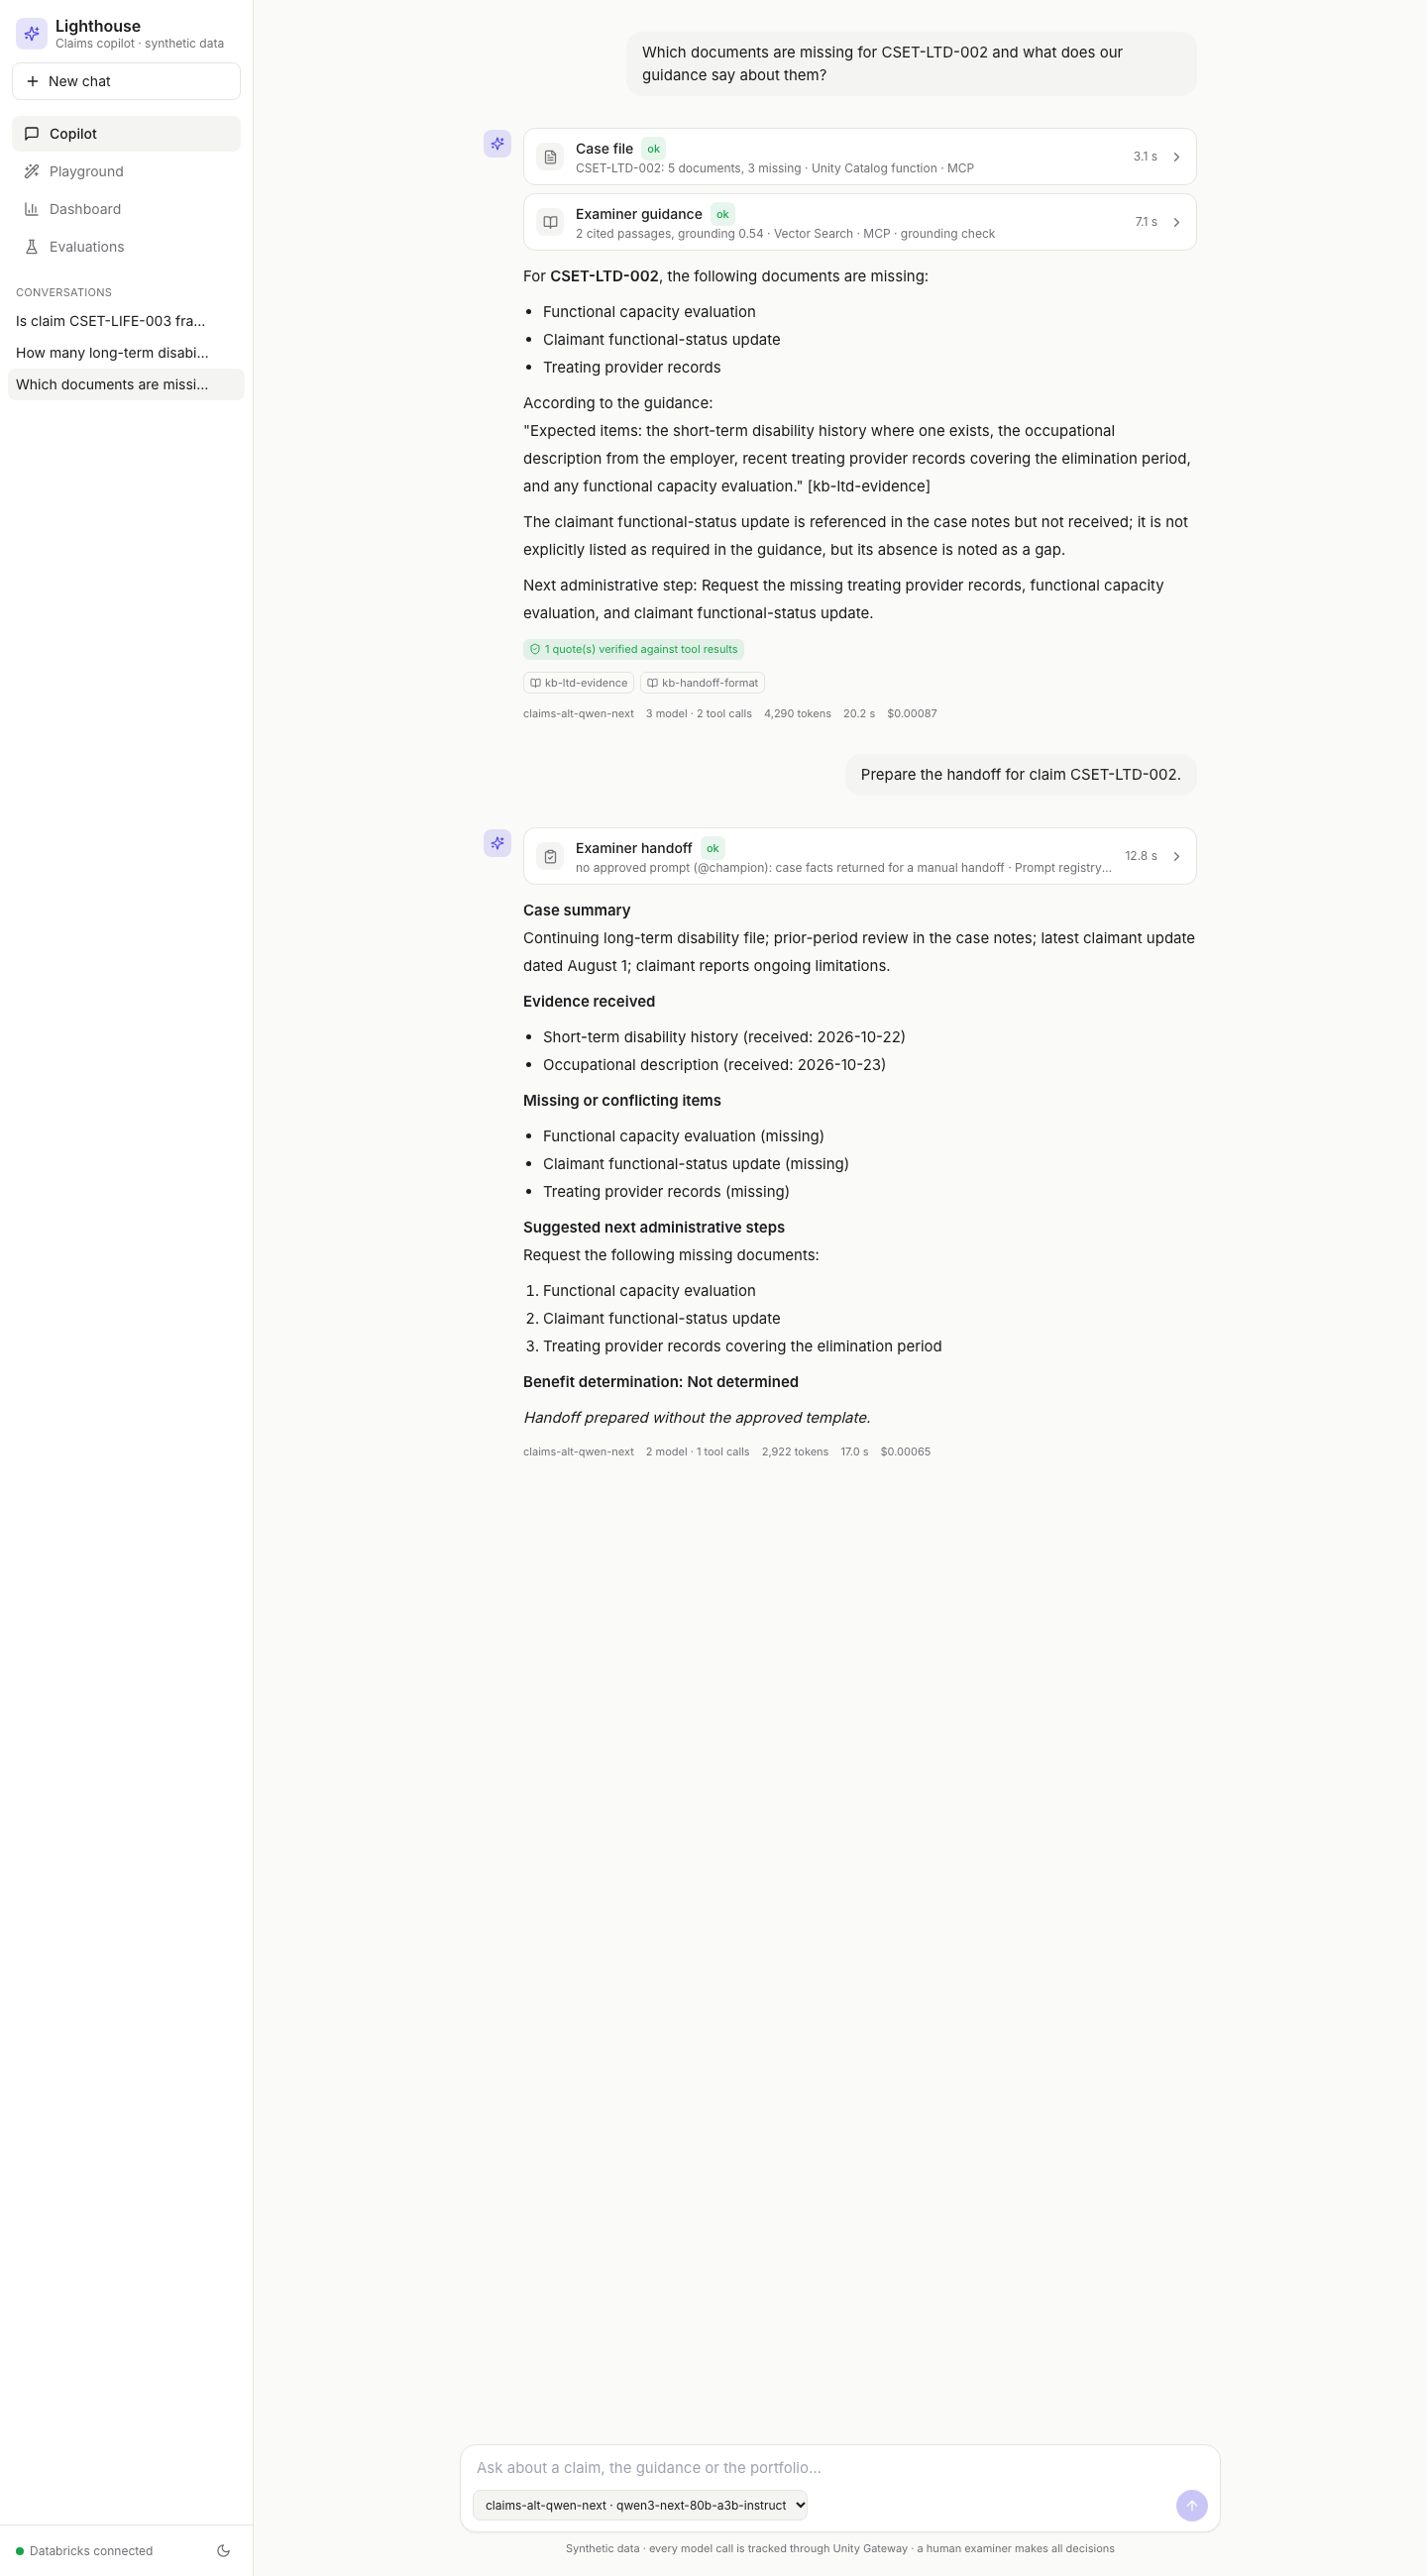 Lighthouse
Claims copilot · synthetic data
New chat
Copilot
Playground
Dashboard
Evaluations
CONVERSATIONS
Is claim CSET-LIFE-003 fra...
How many long-term disabi...
Which documents are missi...
Which documents are missing for CSET-LTD-002 and what does our
guidance say about them?
Case file ok
CSET-LTD-002: 5 documents, 3 missing · Unity Catalog function · MCP
3.1 s
Examiner guidance ok
2 cited passages, grounding 0.54 · Vector Search · MCP · grounding check
7.1 s
For CSET-LTD-002, the following documents are missing:
• Functional capacity evaluation
• Claimant functional-status update
• Treating provider records
According to the guidance:
"Expected items: the short-term disability history where one exists, the occupational
description from the employer, recent treating provider records covering the elimination period,
and any functional capacity evaluation." [kb-ltd-evidence]
The claimant functional-status update is referenced in the case notes but not received; it is not
explicitly listed as required in the guidance, but its absence is noted as a gap.
Next administrative step: Request the missing treating provider records, functional capacity
evaluation, and claimant functional-status update.
1 quote(s) verified against tool results
kb-ltd-evidence kb-handoff-format
claims-alt-qwen-next 3 model · 2 tool calls 4,290 tokens 20.2 s $0.00087
Prepare the handoff for claim CSET-LTD-002.
Examiner handoff ok
no approved prompt (@champion): case facts returned for a manual handoff · Prompt registry...
12.8 s
Case summary
Continuing long-term disability file; prior-period review in the case notes; latest claimant update
dated August 1; claimant reports ongoing limitations.
Evidence received
• Short-term disability history (received: 2026-10-22)
• Occupational description (received: 2026-10-23)
Missing or conflicting items
• Functional capacity evaluation (missing)
• Claimant functional-status update (missing)
• Treating provider records (missing)
Suggested next administrative steps
Request the following missing documents:
1. Functional capacity evaluation
2. Claimant functional-status update
3. Treating provider records covering the elimination period
Benefit determination: Not determined
Handoff prepared without the approved template.
claims-alt-qwen-next 2 model · 1 tool calls 2,922 tokens 17.0 s $0.00065
Ask about a claim, the guidance or the portfolio...
claims-alt-qwen-next · qwen3-next-80b-a3b-instruct
Synthetic data · every model call is tracked through Unity Gateway · a human examiner makes all decisions
Databricks connected